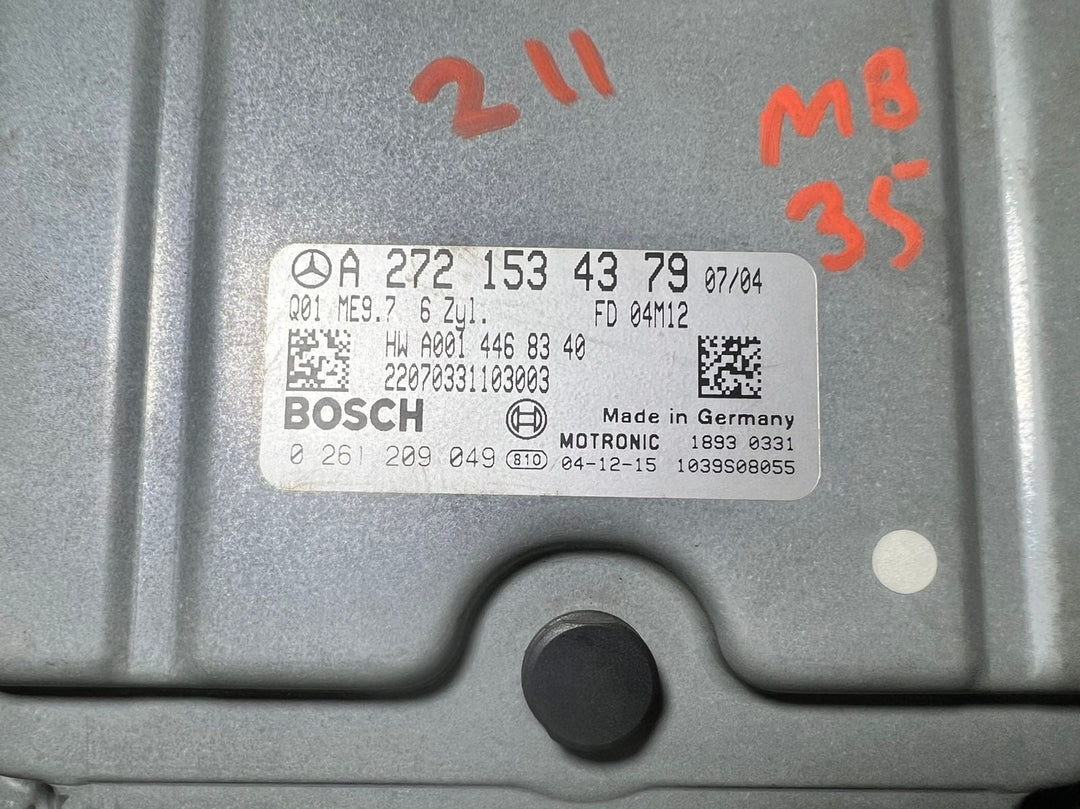 211
MB
35
A 272 153 43 79 07/04
Q01 ME9.7 6 Zyl. FD 04M12
HW A001 446 83 40
22070331103003
BOSCH
Made in Germany
MOTRONIC 1893 0331
0 261 209 049 810 04-12-15 1039S08055